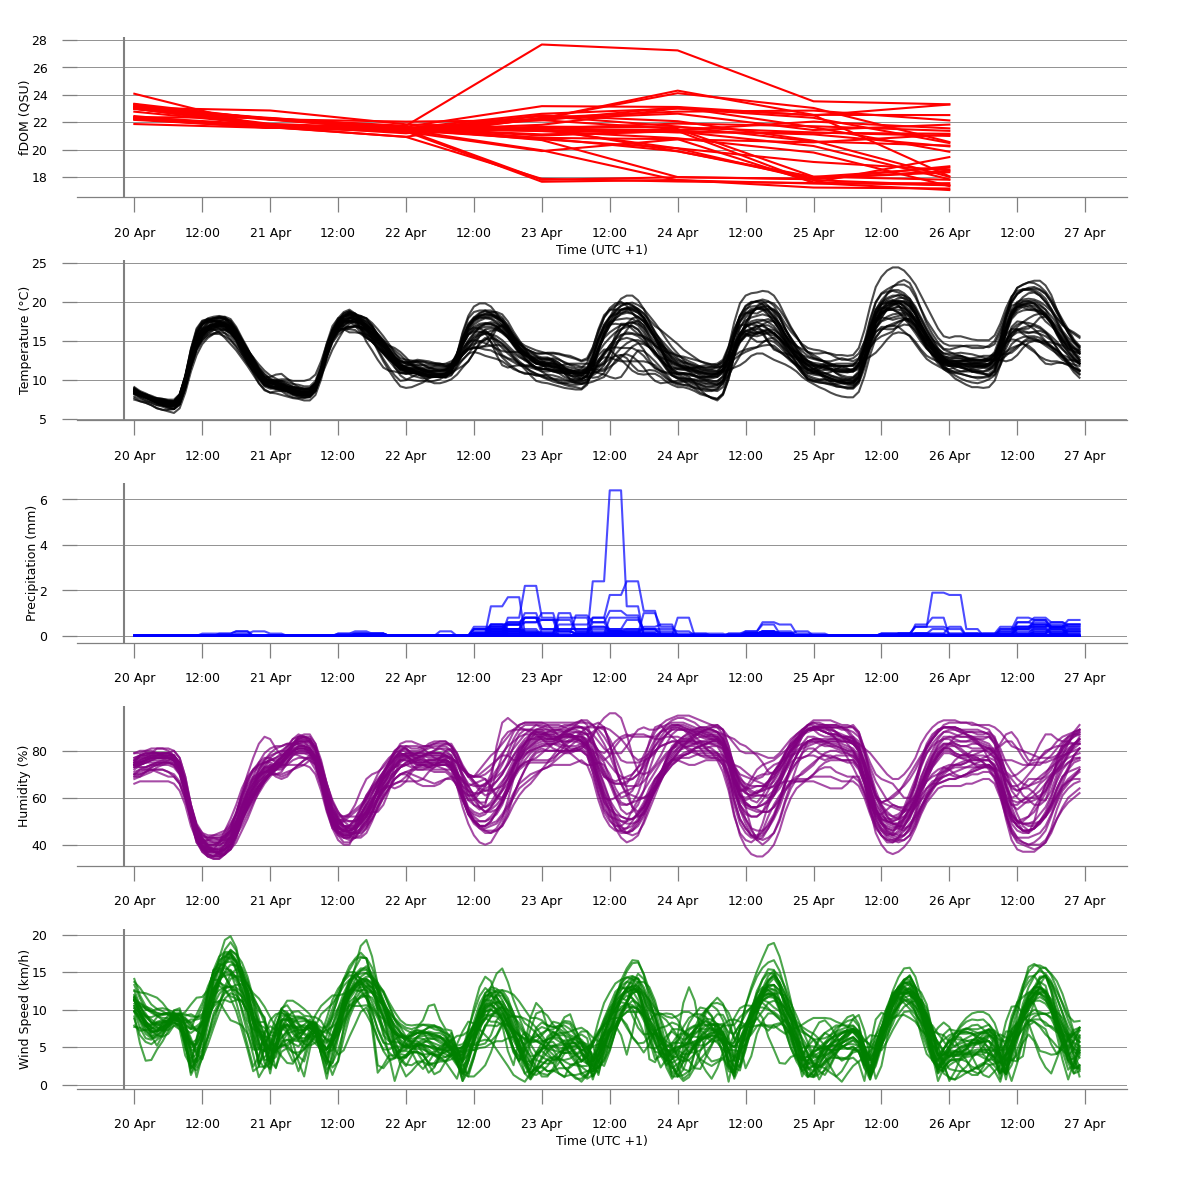 fDOM (QSU)
28
26
24
22
20
18
20 Apr 12:00 21 Apr 12:00 22 Apr 12:00 23 Apr 12:00 24 Apr 12:00 25 Apr 12:00 26 Apr 12:00 27 Apr
Time (UTC +1)
Temperature (°C)
25
20
15
10
5
20 Apr 12:00 21 Apr 12:00 22 Apr 12:00 23 Apr 12:00 24 Apr 12:00 25 Apr 12:00 26 Apr 12:00 27 Apr
Precipitation (mm)
6
4
2
0
20 Apr 12:00 21 Apr 12:00 22 Apr 12:00 23 Apr 12:00 24 Apr 12:00 25 Apr 12:00 26 Apr 12:00 27 Apr
Humidity (%)
80
60
40
20 Apr 12:00 21 Apr 12:00 22 Apr 12:00 23 Apr 12:00 24 Apr 12:00 25 Apr 12:00 26 Apr 12:00 27 Apr
Wind Speed (km/h)
20
15
10
5
0
20 Apr 12:00 21 Apr 12:00 22 Apr 12:00 23 Apr 12:00 24 Apr 12:00 25 Apr 12:00 26 Apr 12:00 27 Apr
Time (UTC +1)